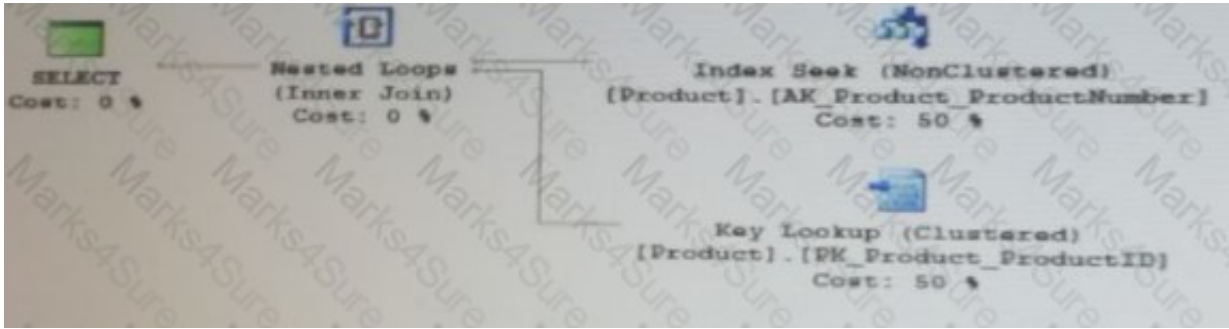 SELECT
Cost: 0 %
Nested Loops
(Inner Join)
Cost: 0 %
Index Seek (NonClustered)
[Product].[AK_Product_ProductNumber]
Cost: 50 %
Key Lookup (Clustered)
[Product].[PK_Product_ProductID]
Cost: 50 %
Marks4Sure